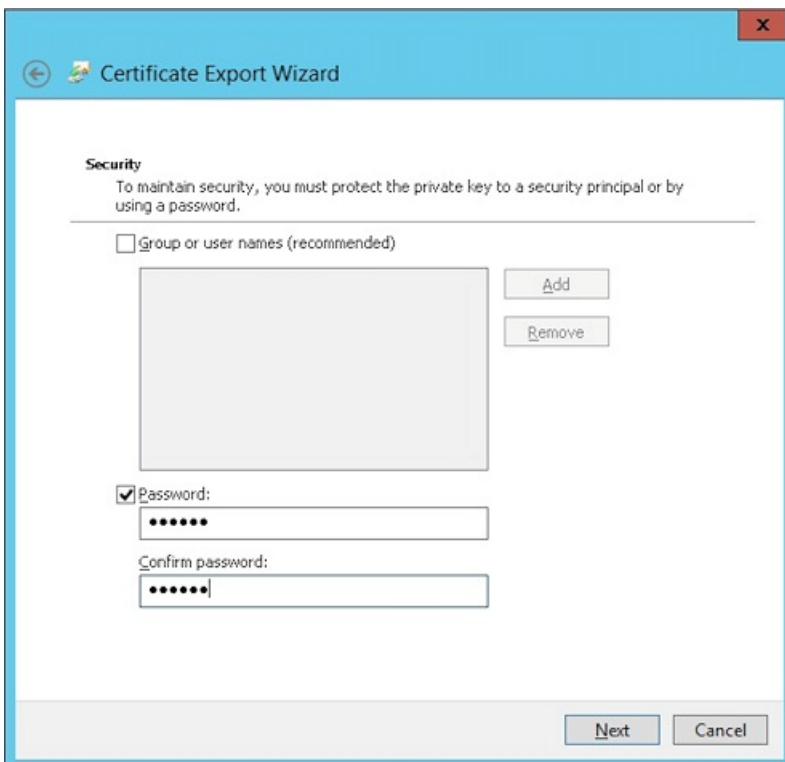 x
Certificate Export Wizard
Security
To maintain security, you must protect the private key to a security principal or by
using a password.
Group or user names (recommended)
Add
Remove
Password:
••••••
Confirm password:
••••••
Next Cancel